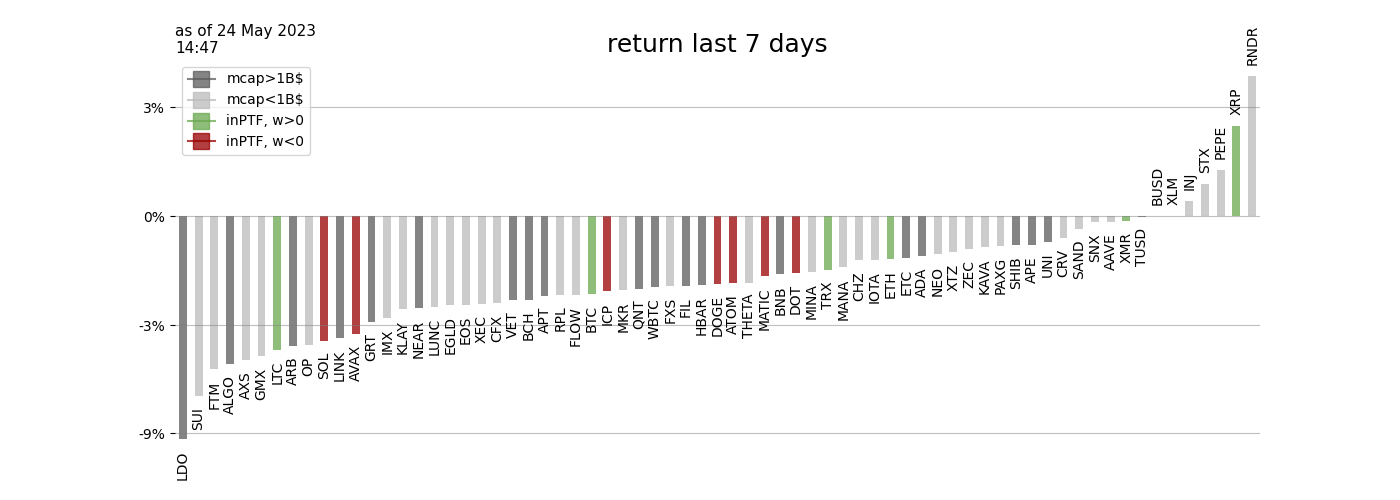 as of 24 May 2023
14:47
return last 7 days
mcap>1B$
mcap<1B$
inPTF, w>0
inPTF, w<0
3%
0%
-3%
-9%
LDO
SUI
FTM
ALGO
AXS
GMX
LTC
ARB
OP
SOL
LINK
AVAX
GRT
IMX
KLAY
NEAR
LUNC
EGLD
EOS
XEC
CFX
VET
BCH
APT
RPL
FLOW
BTC
ICP
MKR
QNT
WBTC
FXS
FIL
HBAR
DOGE
ATOM
THETA
MATIC
BNB
DOT
MINA
TRX
MANA
CHZ
IOTA
ETH
ETC
ADA
NEO
XTZ
ZEC
KAVA
PAXG
SHIB
APE
UNI
CRV
SAND
SNX
AAVE
XMR
TUSD
BUSD
XLM
INJ
STX
PEPE
XRP
RNDR